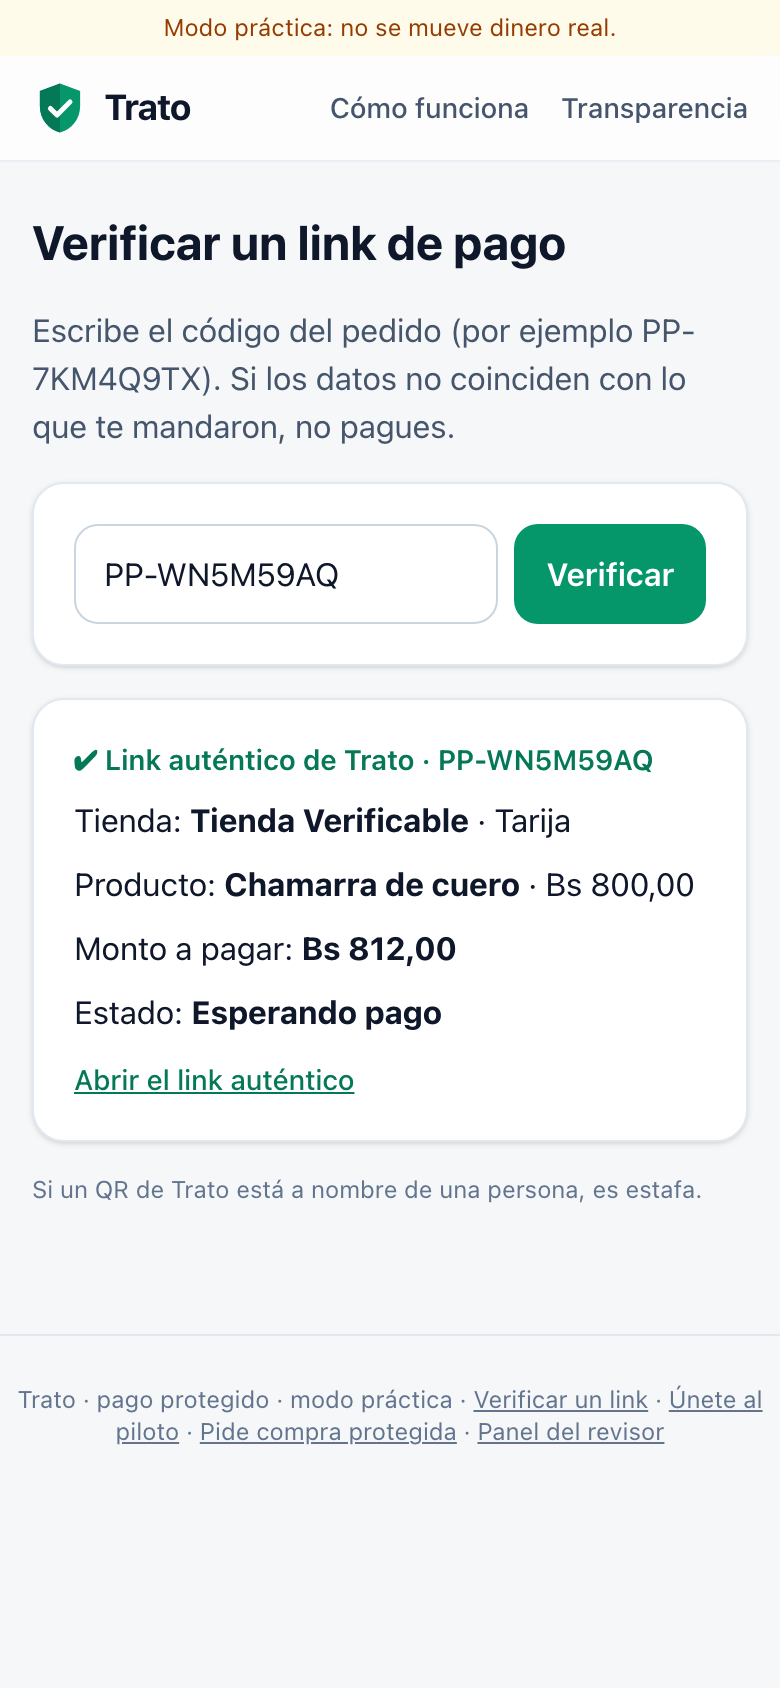 Modo práctica: no se mueve dinero real.
Trato
Cómo funciona
Transparencia
Verificar un link de pago
Escribe el código del pedido (por ejemplo PP-
7KM4Q9TX). Si los datos no coinciden con lo
que te mandaron, no pagues.
PP-WN5M59AQ
Verificar
✔ Link auténtico de Trato · PP-WN5M59AQ
Tienda: Tienda Verificable · Tarija
Producto: Chamarra de cuero · Bs 800,00
Monto a pagar: Bs 812,00
Estado: Esperando pago
Abrir el link auténtico
Si un QR de Trato está a nombre de una persona, es estafa.
Trato · pago protegido · modo práctica · Verificar un link · Únete al
piloto · Pide compra protegida · Panel del revisor